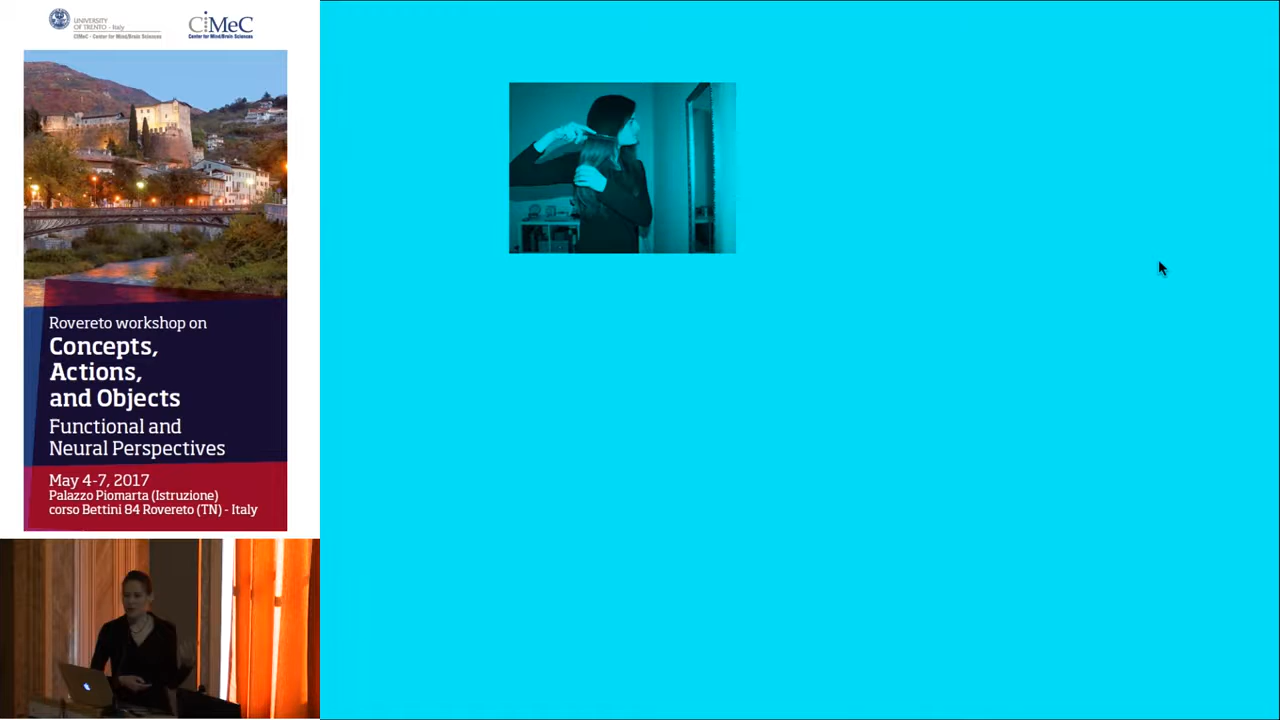 UNIVERSITY
OF TRENTO - Italy
CIMeC - Center for Mind/Brain Sciences
CiMeC
Center for Mind/Brain Sciences
Rovereto workshop on
Concepts,
Actions,
and Objects
Functional and
Neural Perspectives
May 4-7, 2017
Palazzo Piomarta (Istruzione)
corso Bettini 84 Rovereto (TN) - Italy